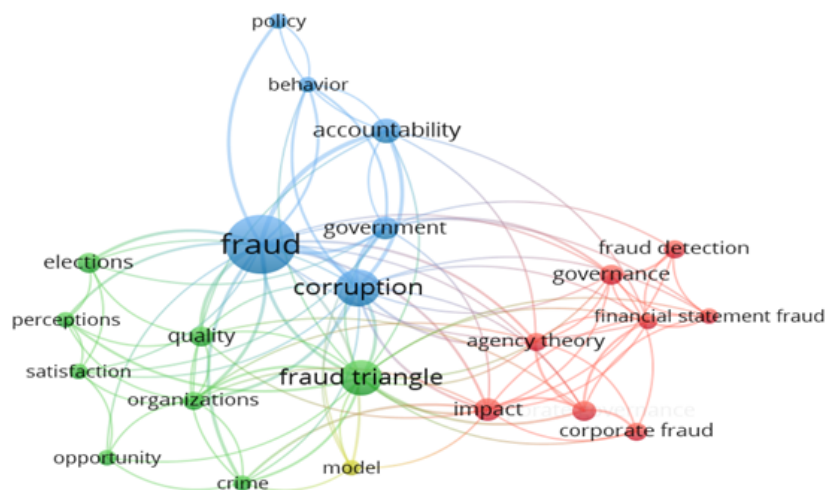 policy
behavior
accountability
government
fraud
corruption
elections
fraud detection
governance
perceptions
quality
financial statement fraud
agency theory
satisfaction
fraud triangle
organizations
impact
corporate fraud
opportunity
model
crime